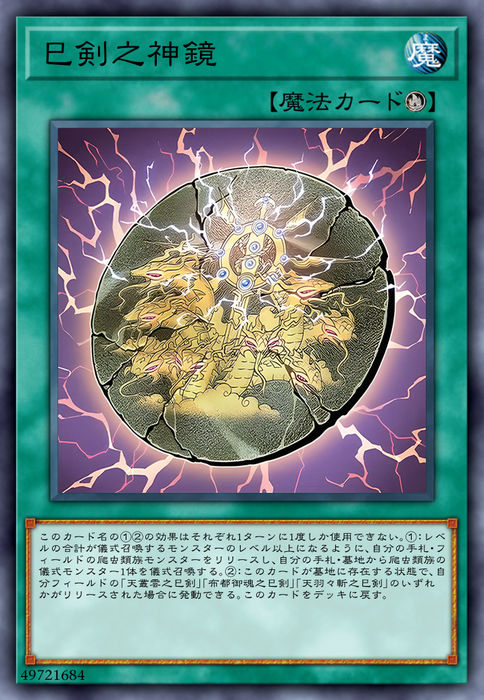 巳剣之神鏡
魔
【魔法カード】
このカード名の①②の効果はそれぞれ1ターンに1度しか使用できない。①:レベ
ルの合計が儀式召喚するモンスターのレベル以上になるように、自分の手札・フィ
ールドの爬虫類族モンスターをリリースし、自分の手札・墓地から爬虫類族の
儀式モンスター1体を儀式召喚する。②:このカードが墓地に存在する状態で、自
分フィールドの「天叢雲之巳剣」「布都御魂之巳剣」「天羽々斬之巳剣」のいずれ
かがリリースされた場合に発動できる。このカードをデッキに戻す。
49721684